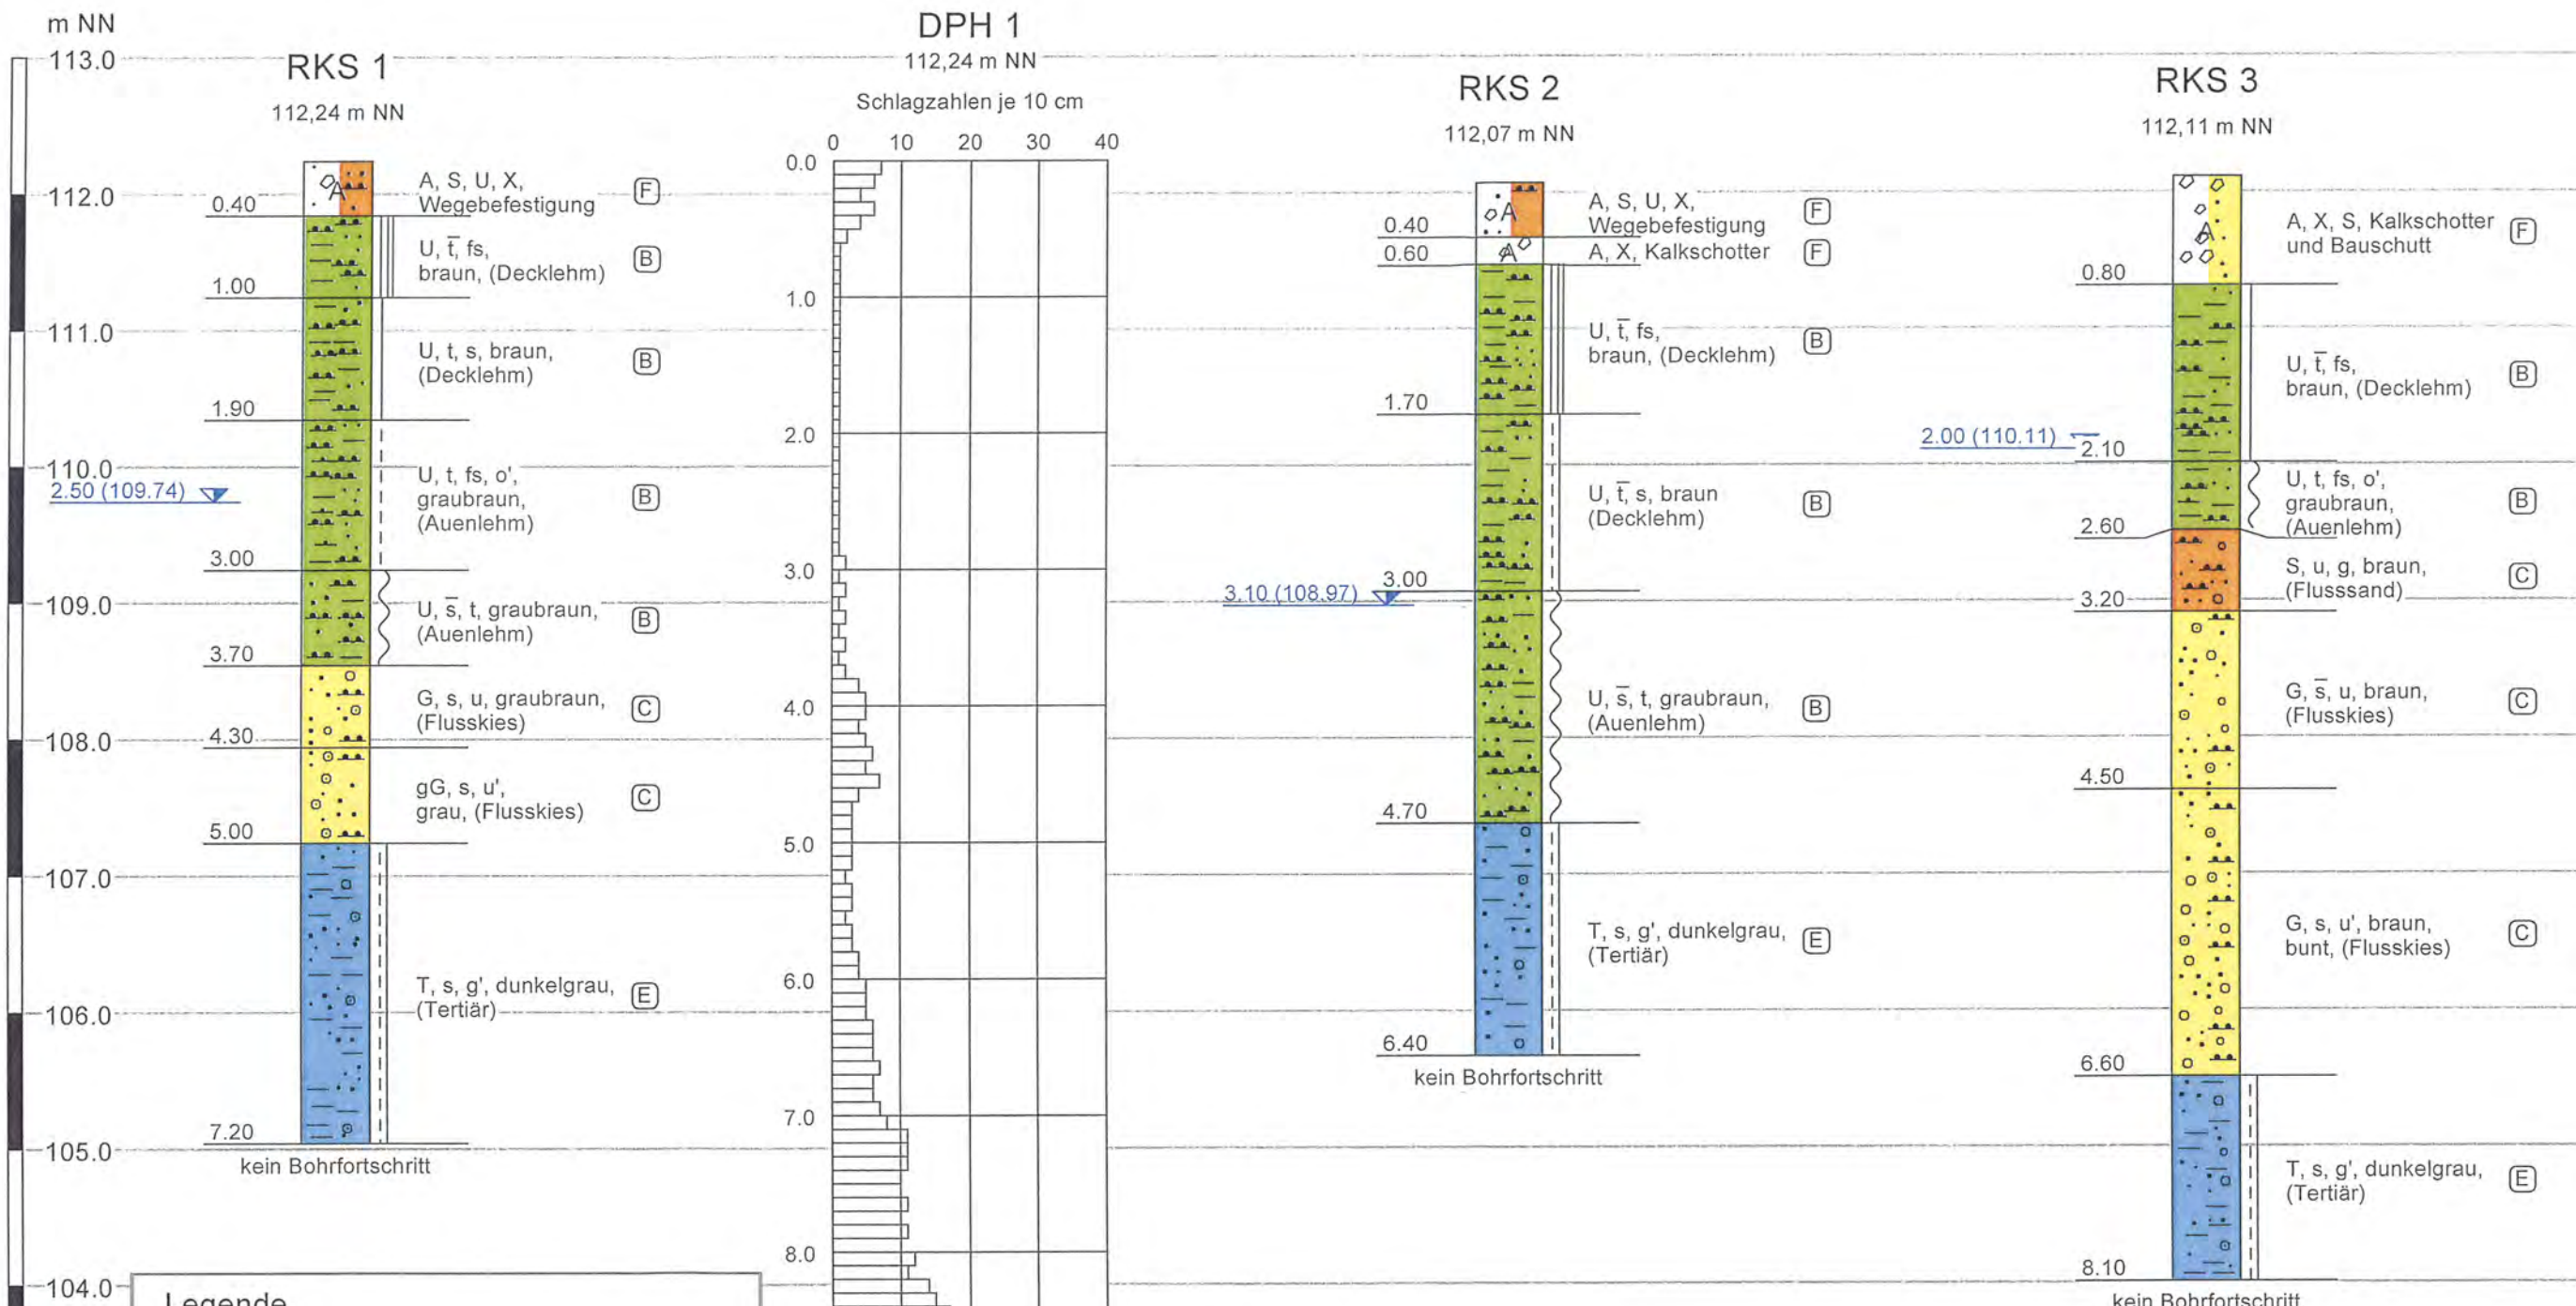 m NN
113.0
112.0
111.0
110.0
109.0
108.0
107.0
106.0
105.0
104.0
RKS 1
112,24 m NN
A
A, S, U, X,
Wegebefestigung
F
0.40
U, t̅, fs,
braun, (Decklehm)
B
1.00
U, t, s, braun,
(Decklehm)
B
1.90
U, t, fs, o',
graubraun,
(Auenlehm)
B
2.50 (109.74)
3.00
U, s̅, t, graubraun,
(Auenlehm)
B
3.70
G, s, u, graubraun,
(Flusskies)
C
4.30
gG, s, u',
grau, (Flusskies)
C
5.00
T, s, g', dunkelgrau,
(Tertiär)
E
7.20
kein Bohrfortschritt
Legende
DPH 1
112,24 m NN
Schlagzahlen je 10 cm
0 10 20 30 40
0.0
1.0
2.0
3.0
4.0
5.0
6.0
7.0
8.0
RKS 2
112,07 m NN
A
A, S, U, X,
Wegebefestigung
F
0.40
A
A, X, Kalkschotter
F
0.60
U, t̅, fs,
braun, (Decklehm)
B
1.70
U, t̅, s, braun
(Decklehm)
B
3.00
3.10 (108.97)
U, s̅, t, graubraun,
(Auenlehm)
B
4.70
T, s, g', dunkelgrau,
(Tertiär)
E
6.40
kein Bohrfortschritt
RKS 3
112,11 m NN
A
A, X, S, Kalkschotter
und Bauschutt
F
0.80
U, t̅, fs,
braun, (Decklehm)
B
2.00 (110.11)
2.10
U, t, fs, o',
graubraun,
(Auenlehm)
B
2.60
S, u, g, braun,
(Flusssand)
C
3.20
G, s̅, u, braun,
(Flusskies)
C
4.50
G, s, u', braun,
bunt, (Flusskies)
C
6.60
T, s, g', dunkelgrau,
(Tertiär)
E
8.10
kein Bohrfortschritt